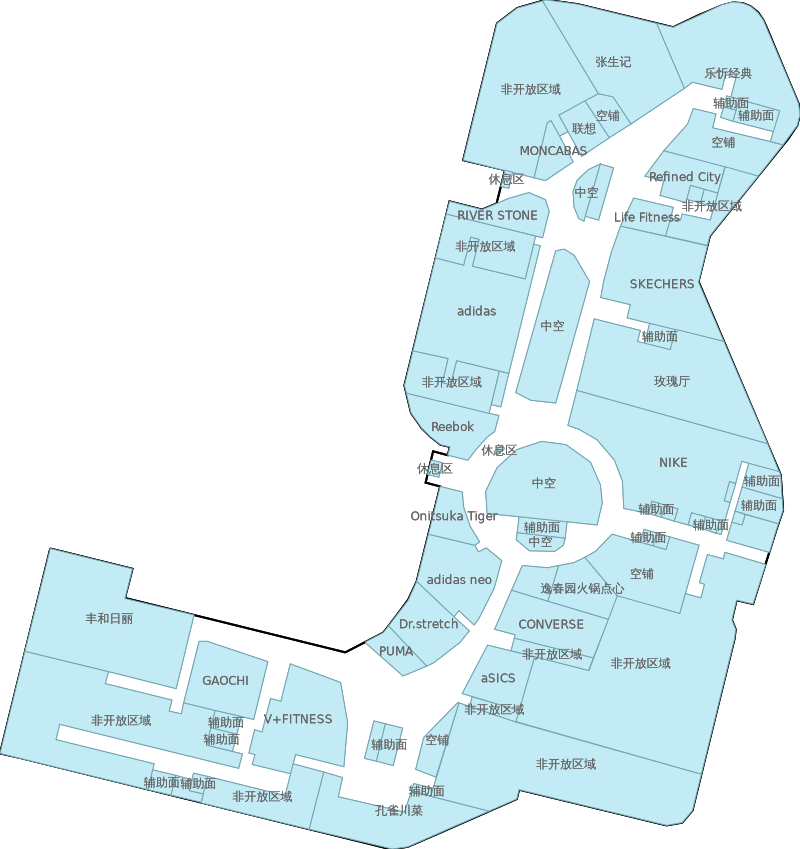 张生记
乐忻经典
非开放区域
辅助面
空铺
辅助面
联想
空铺
MONCABAS
休息区
Refined City
中空
非开放区域
RIVER STONE
Life Fitness
非开放区域
SKECHERS
adidas
中空
辅助面
非开放区域
玫瑰厅
Reebok
休息区
NIKE
休息区
中空
辅助面
辅助面
辅助面
Onitsuka Tiger
辅助面
辅助面
辅助面
中空
空铺
adidas neo
逸春园火锅点心
丰和日丽
Dr.stretch
CONVERSE
PUMA
非开放区域
非开放区域
GAOCHI
aSICS
非开放区域
非开放区域
辅助面
V+FITNESS
辅助面
辅助面
空铺
非开放区域
辅助面
辅助面
辅助面
非开放区域
孔雀川菜